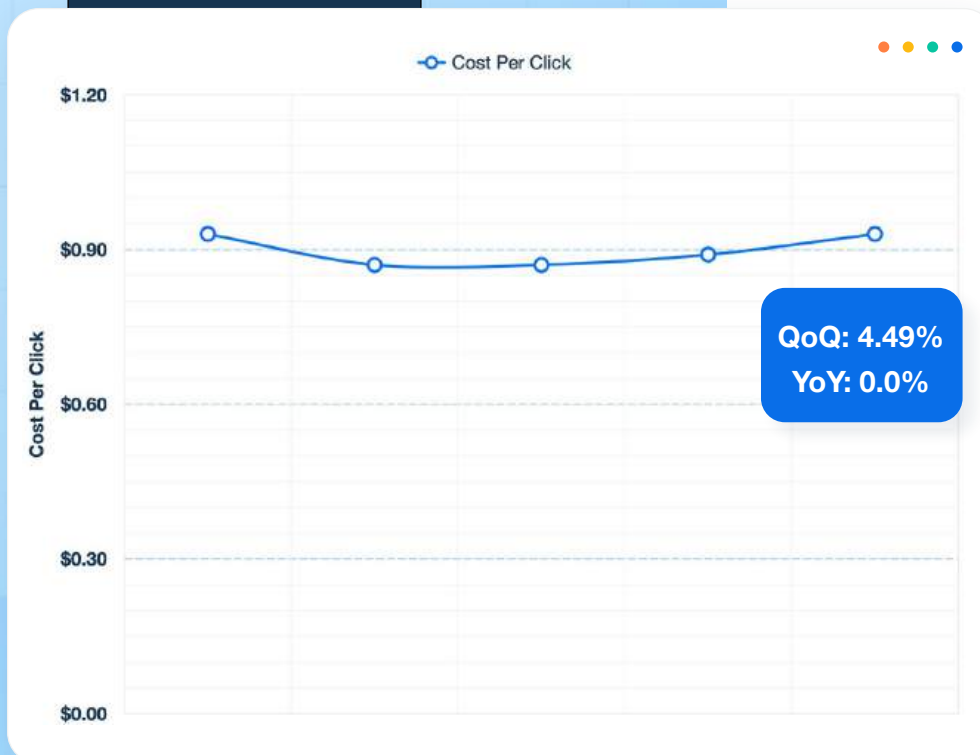 Cost Per Click
$1.20
$0.90
$0.60
$0.30
$0.00
Cost Per Click
QoQ: 4.49%
YoY: 0.0%